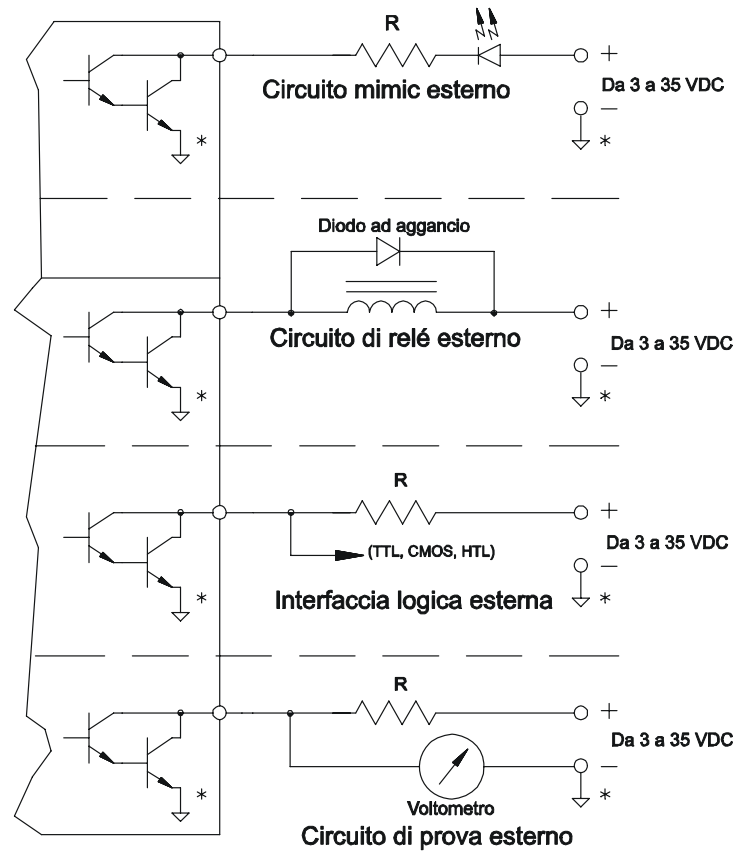 R
+
Circuito mimic esterno
Da 3 a 35 VDC
–
*
*
Diodo ad aggancio
+
Circuito di relé esterno
Da 3 a 35 VDC
–
*
*
R
+
(TTL, CMOS, HTL)
Da 3 a 35 VDC
–
Interfaccia logica esterna
*
*
R
+
Da 3 a 35 VDC
–
*
*
Voltometro
Circuito di prova esterno